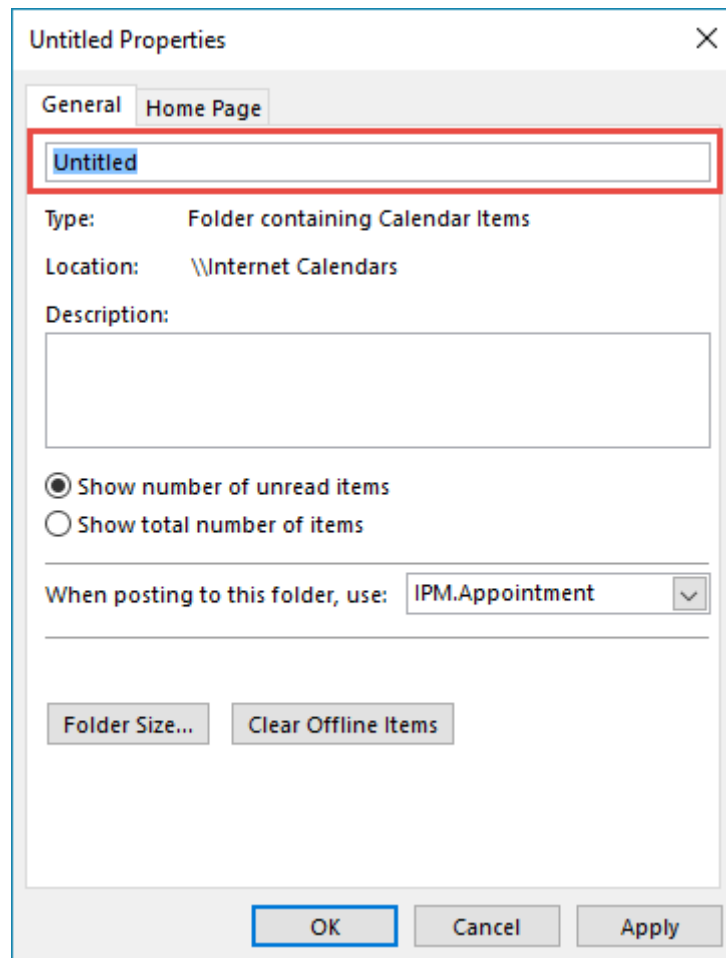 Untitled Properties
General Home Page
Untitled
Type: Folder containing Calendar Items
Location: \\Internet Calendars
Description:
Show number of unread items
Show total number of items
When posting to this folder, use: IPM.Appointment
Folder Size... Clear Offline Items
OK Cancel Apply